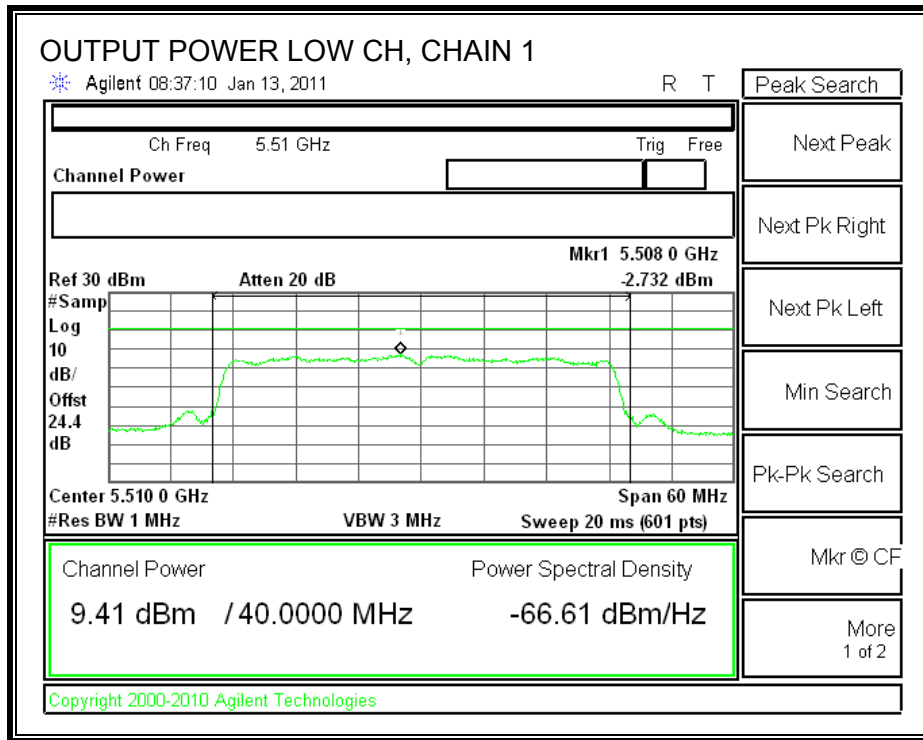 OUTPUT POWER LOW CH, CHAIN 1
Agilent 08:37:10 Jan 13, 2011 R T
Peak Search
Ch Freq 5.51 GHz Trig Free
Channel Power
Next Peak
Next Pk Right
Mkr1 5.508 0 GHz
Ref 30 dBm Atten 20 dB -2.732 dBm
#Samp
Log
10
dB/
Offst
24.4
dB
1
Next Pk Left
Min Search
Pk-Pk Search
Center 5.510 0 GHz Span 60 MHz
#Res BW 1 MHz VBW 3 MHz Sweep 20 ms (601 pts)
Mkr © CF
Channel Power Power Spectral Density
9.41 dBm / 40.0000 MHz -66.61 dBm/Hz
More
1 of 2
Copyright 2000-2010 Agilent Technologies